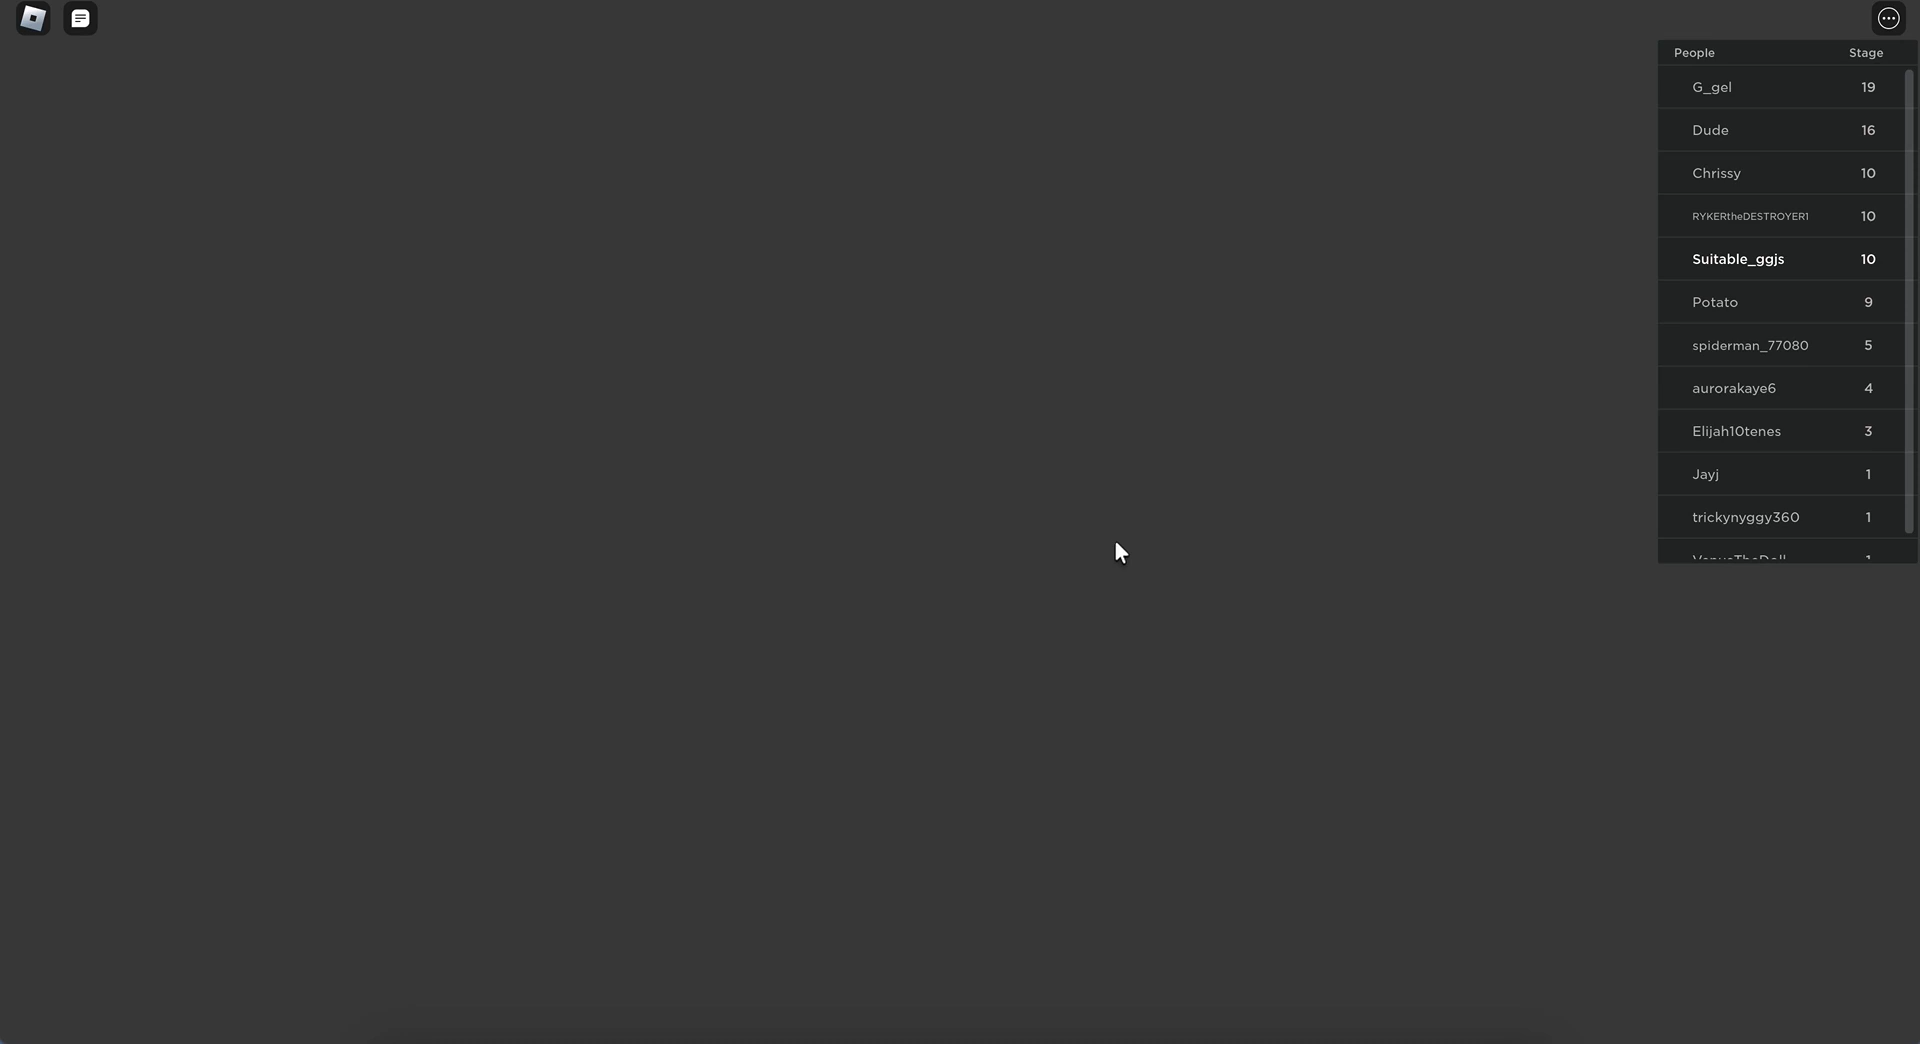 People Stage
G_gel 19
Dude 16
Chrissy 10
RYKERtheDESTROYER1 10
Suitable_ggjs 10
Potato 9
spiderman_77080 5
aurorakaye6 4
Elijah10tenes 3
Jayj 1
trickynyggy360 1